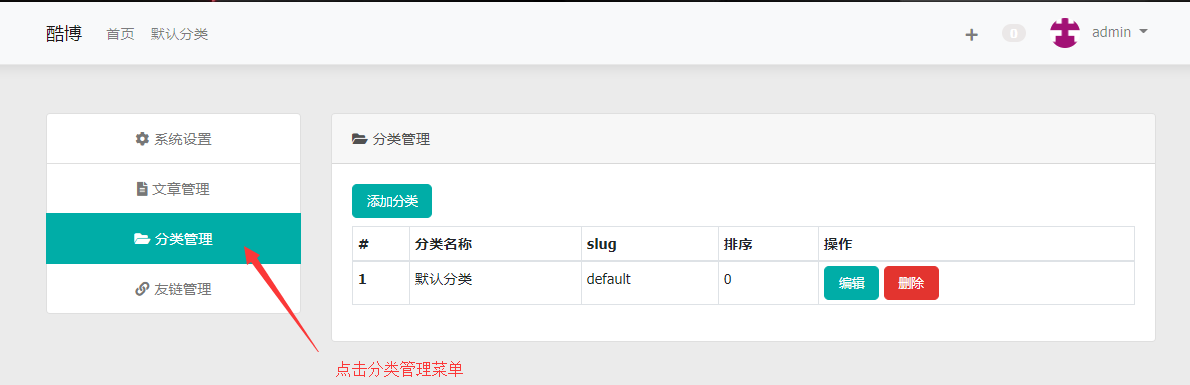 酷博 首页 默认分类 + 0 admin
系统设置
文章管理
分类管理
友链管理
分类管理
添加分类
# 分类名称 slug 排序 操作
1 默认分类 default 0 编辑 删除
点击分类管理菜单